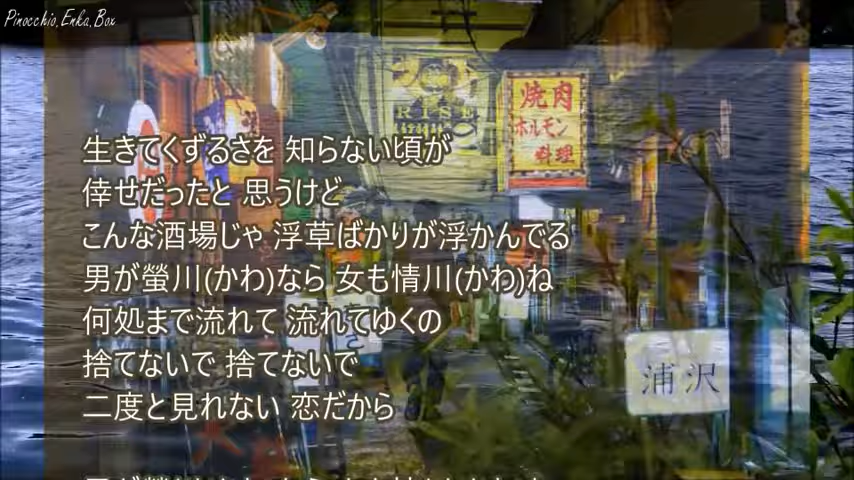 Pinocchio.Enka.Box
RISE
焼肉
ホルモン
料理
生きてくずるさを 知らない頃が
倖せだったと 思うけど
こんな酒場じゃ 浮草ばかりが浮かんでる
男が螢川(かわ)なら 女も情川(かわ)ね
何処まで流れて 流れてゆくの
捨てないで 捨てないで
二度と見れない 恋だから
浦沢